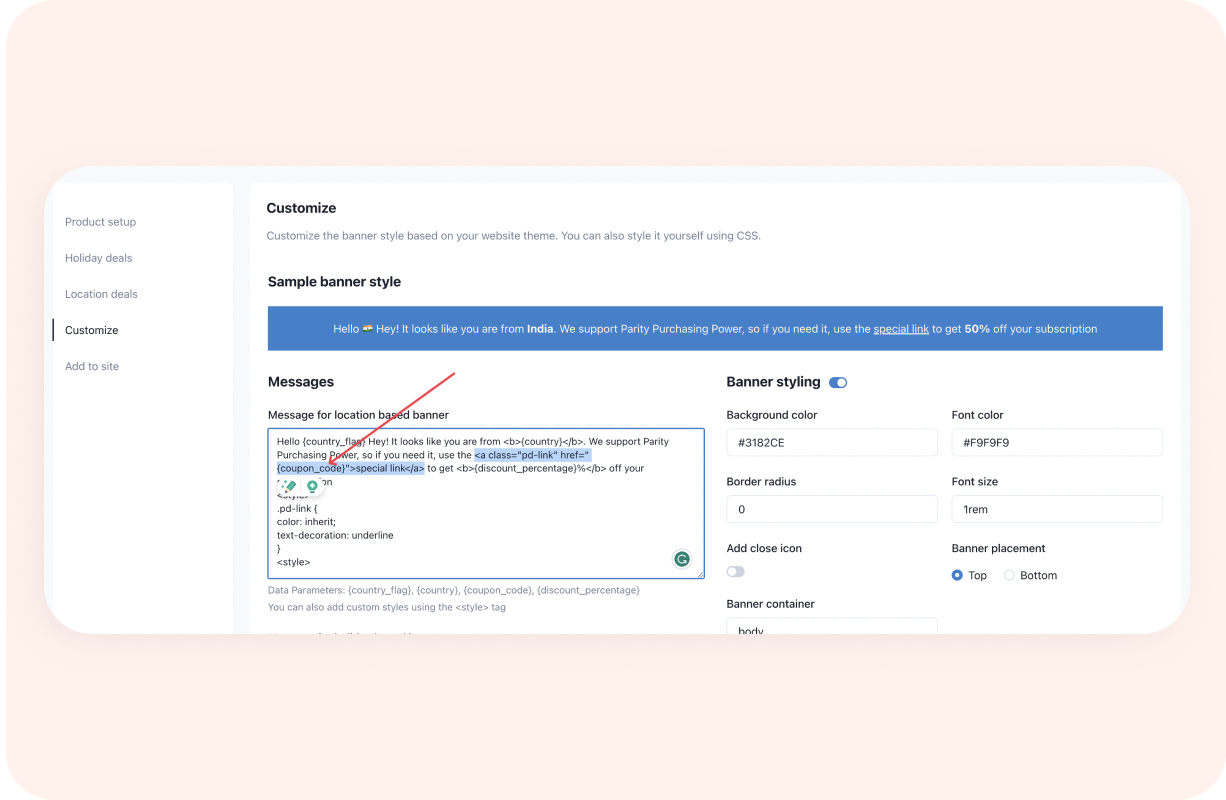 Product setup
Holiday deals
Location deals
Customize
Add to site
Customize
Customize the banner style based on your website theme. You can also style it yourself using CSS.
Sample banner style
Hello 🇮🇳 Hey! It looks like you are from India. We support Parity Purchasing Power, so if you need it, use the special link to get 50% off your subscription
Messages
Message for location based banner
Hello {country_flag} Hey! It looks like you are from <b>{country}</b>. We support Parity
Purchasing Power, so if you need it, use the <a class="pd-link" href="
{coupon_code}">special link</a> to get <b>{discount_percentage}%</b> off your
<style>
.pd-link {
color: inherit;
text-decoration: underline
}
<style>
Data Parameters: {country_flag}, {country}, {coupon_code}, {discount_percentage}
You can also add custom styles using the <style> tag
Banner styling
Background color
Font color
#3182CE
#F9F9F9
Border radius
Font size
0
1rem
Add close icon
Banner placement
Top
Bottom
Banner container
body